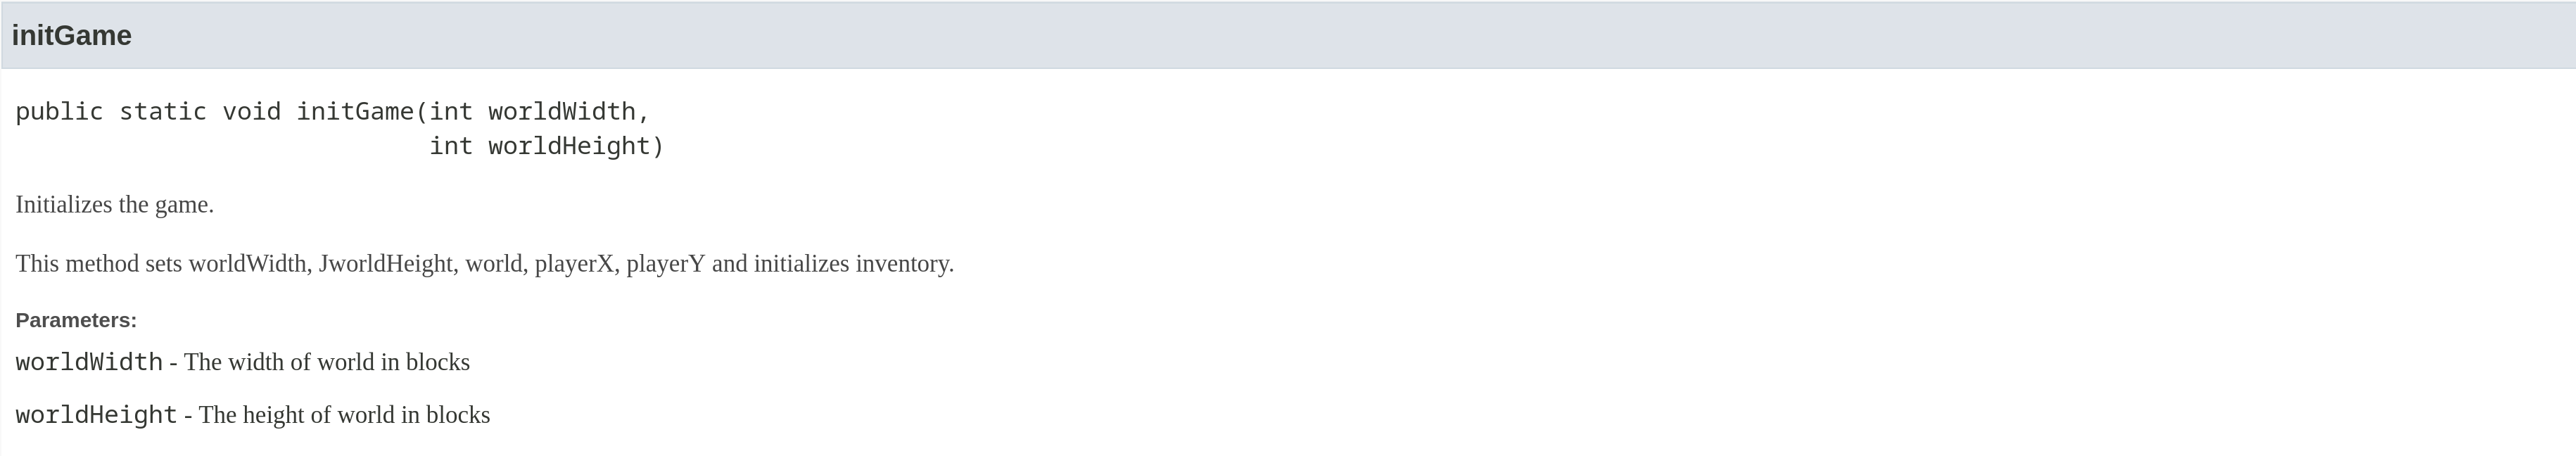 initGame
public static void initGame(int worldWidth,
int worldHeight)
Initializes the game.
This method sets worldWidth, JworldHeight, world, playerX, playerY and initializes inventory.
Parameters:
worldWidth - The width of world in blocks
worldHeight - The height of world in blocks